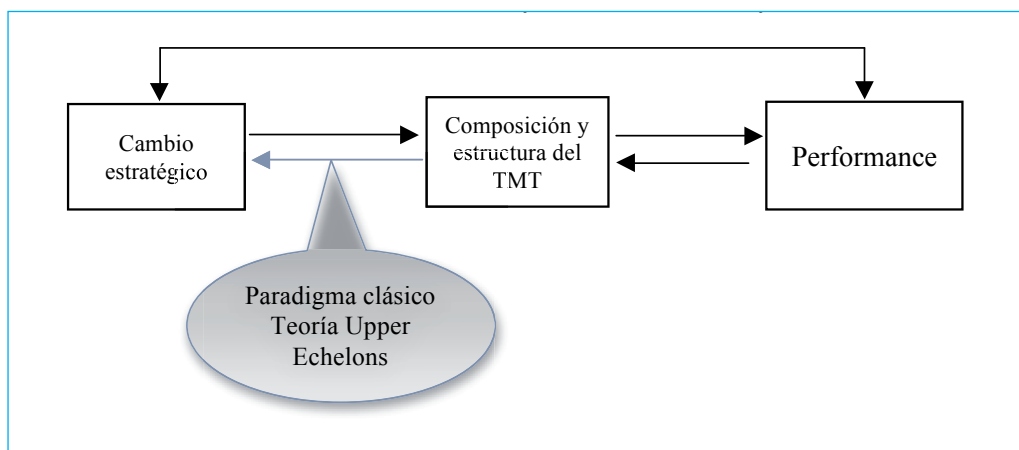 Cambio
estratégico
Composición y
estructura del
TMT
Performance
Paradigma clásico
Teoría Upper
Echelons